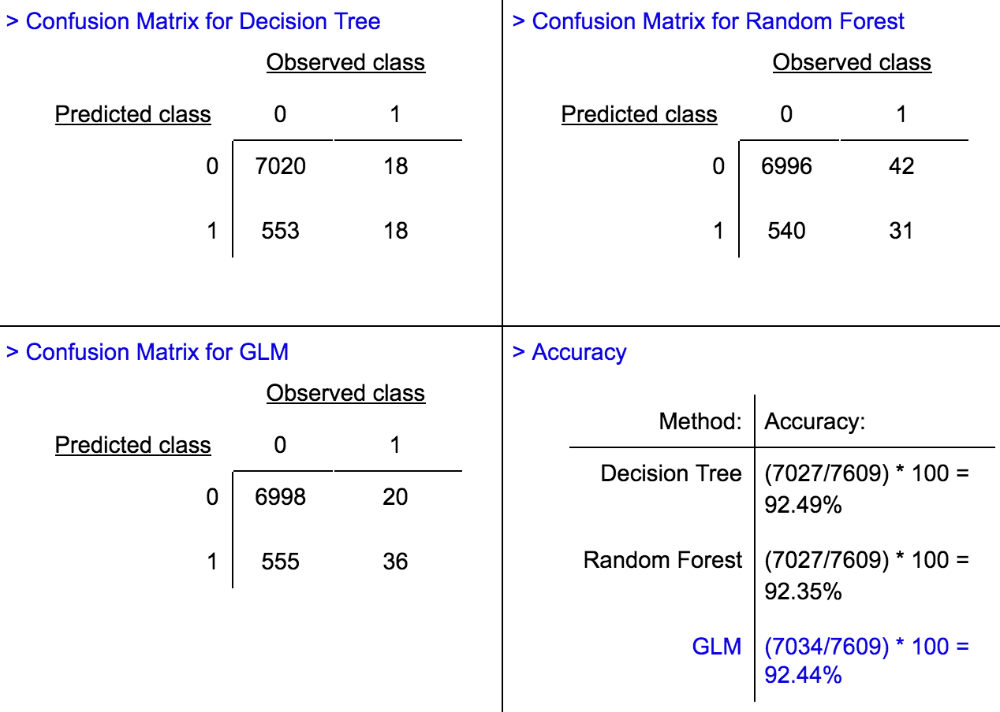 > Confusion Matrix for Decision Tree
Observed class
Predicted class 0 1
0 7020 18
1 553 18
> Confusion Matrix for Random Forest
Observed class
Predicted class 0 1
0 6996 42
1 540 31
> Confusion Matrix for GLM
Observed class
Predicted class 0 1
0 6998 20
1 555 36
> Accuracy
Method: Accuracy:
Decision Tree (7027/7609) * 100 =
92.49%
Random Forest (7027/7609) * 100 =
92.35%
GLM (7034/7609) * 100 =
92.44%